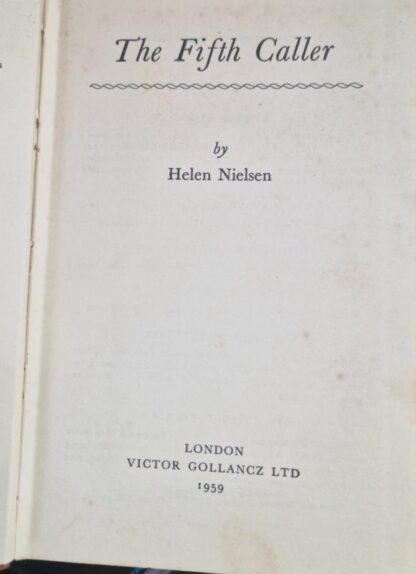 The Fifth Caller
by
Helen Nielsen
LONDON
VICTOR GOLLANCZ LTD
1959